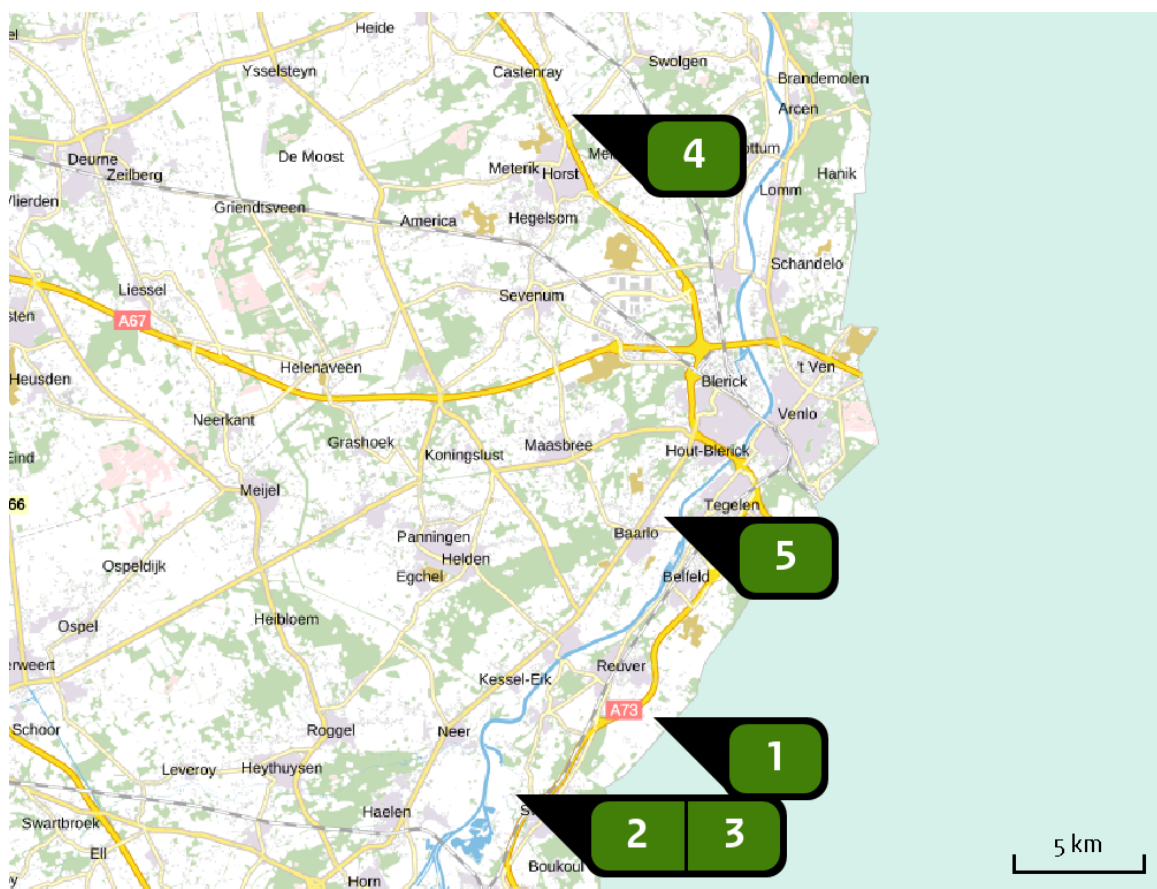 Heide
Castenray
Swolgen
Ysselsteyn
Brandemolen
Arcen
4
De Moost
Deurne
Zeilberg
Meterik
Horst
Lomm
Hanik
Griendtsveen
America
Hegelsom
Schandelo
Liessel
Sevenum
A67
Helenaveen
't Ven
Heusden
Blerick
Neerkant
Venlo
Grashoek
Maasbree
Koningslust
Hout-Blerick
Meijel
66
Tegelen
Panningen
Baarlo
5
Helden
Ospeldijk
Egchel
Belfeld
Heibloem
Ospel
Reuver
Kessel-Eik
A73
Schoor
Roggel
Neer
1
Leveroy
Heythuysen
Haelen
Swartbroek
2
3
5 km
Ell
Boukoul
Horn